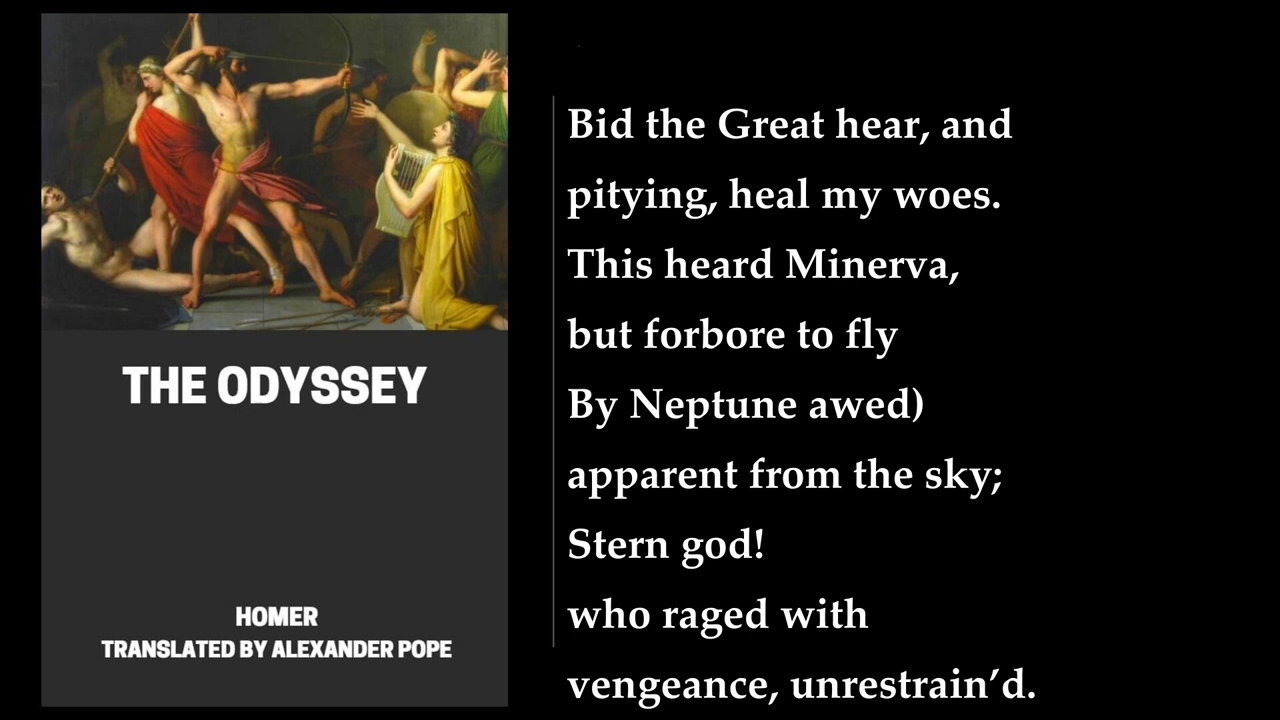 THE ODYSSEY
HOMER
TRANSLATED BY ALEXANDER POPE
Bid the Great hear, and
pitying, heal my woes.
This heard Minerva,
but forbore to fly
By Neptune awed)
apparent from the sky;
Stern god!
who raged with
vengeance, unrestrain’d.